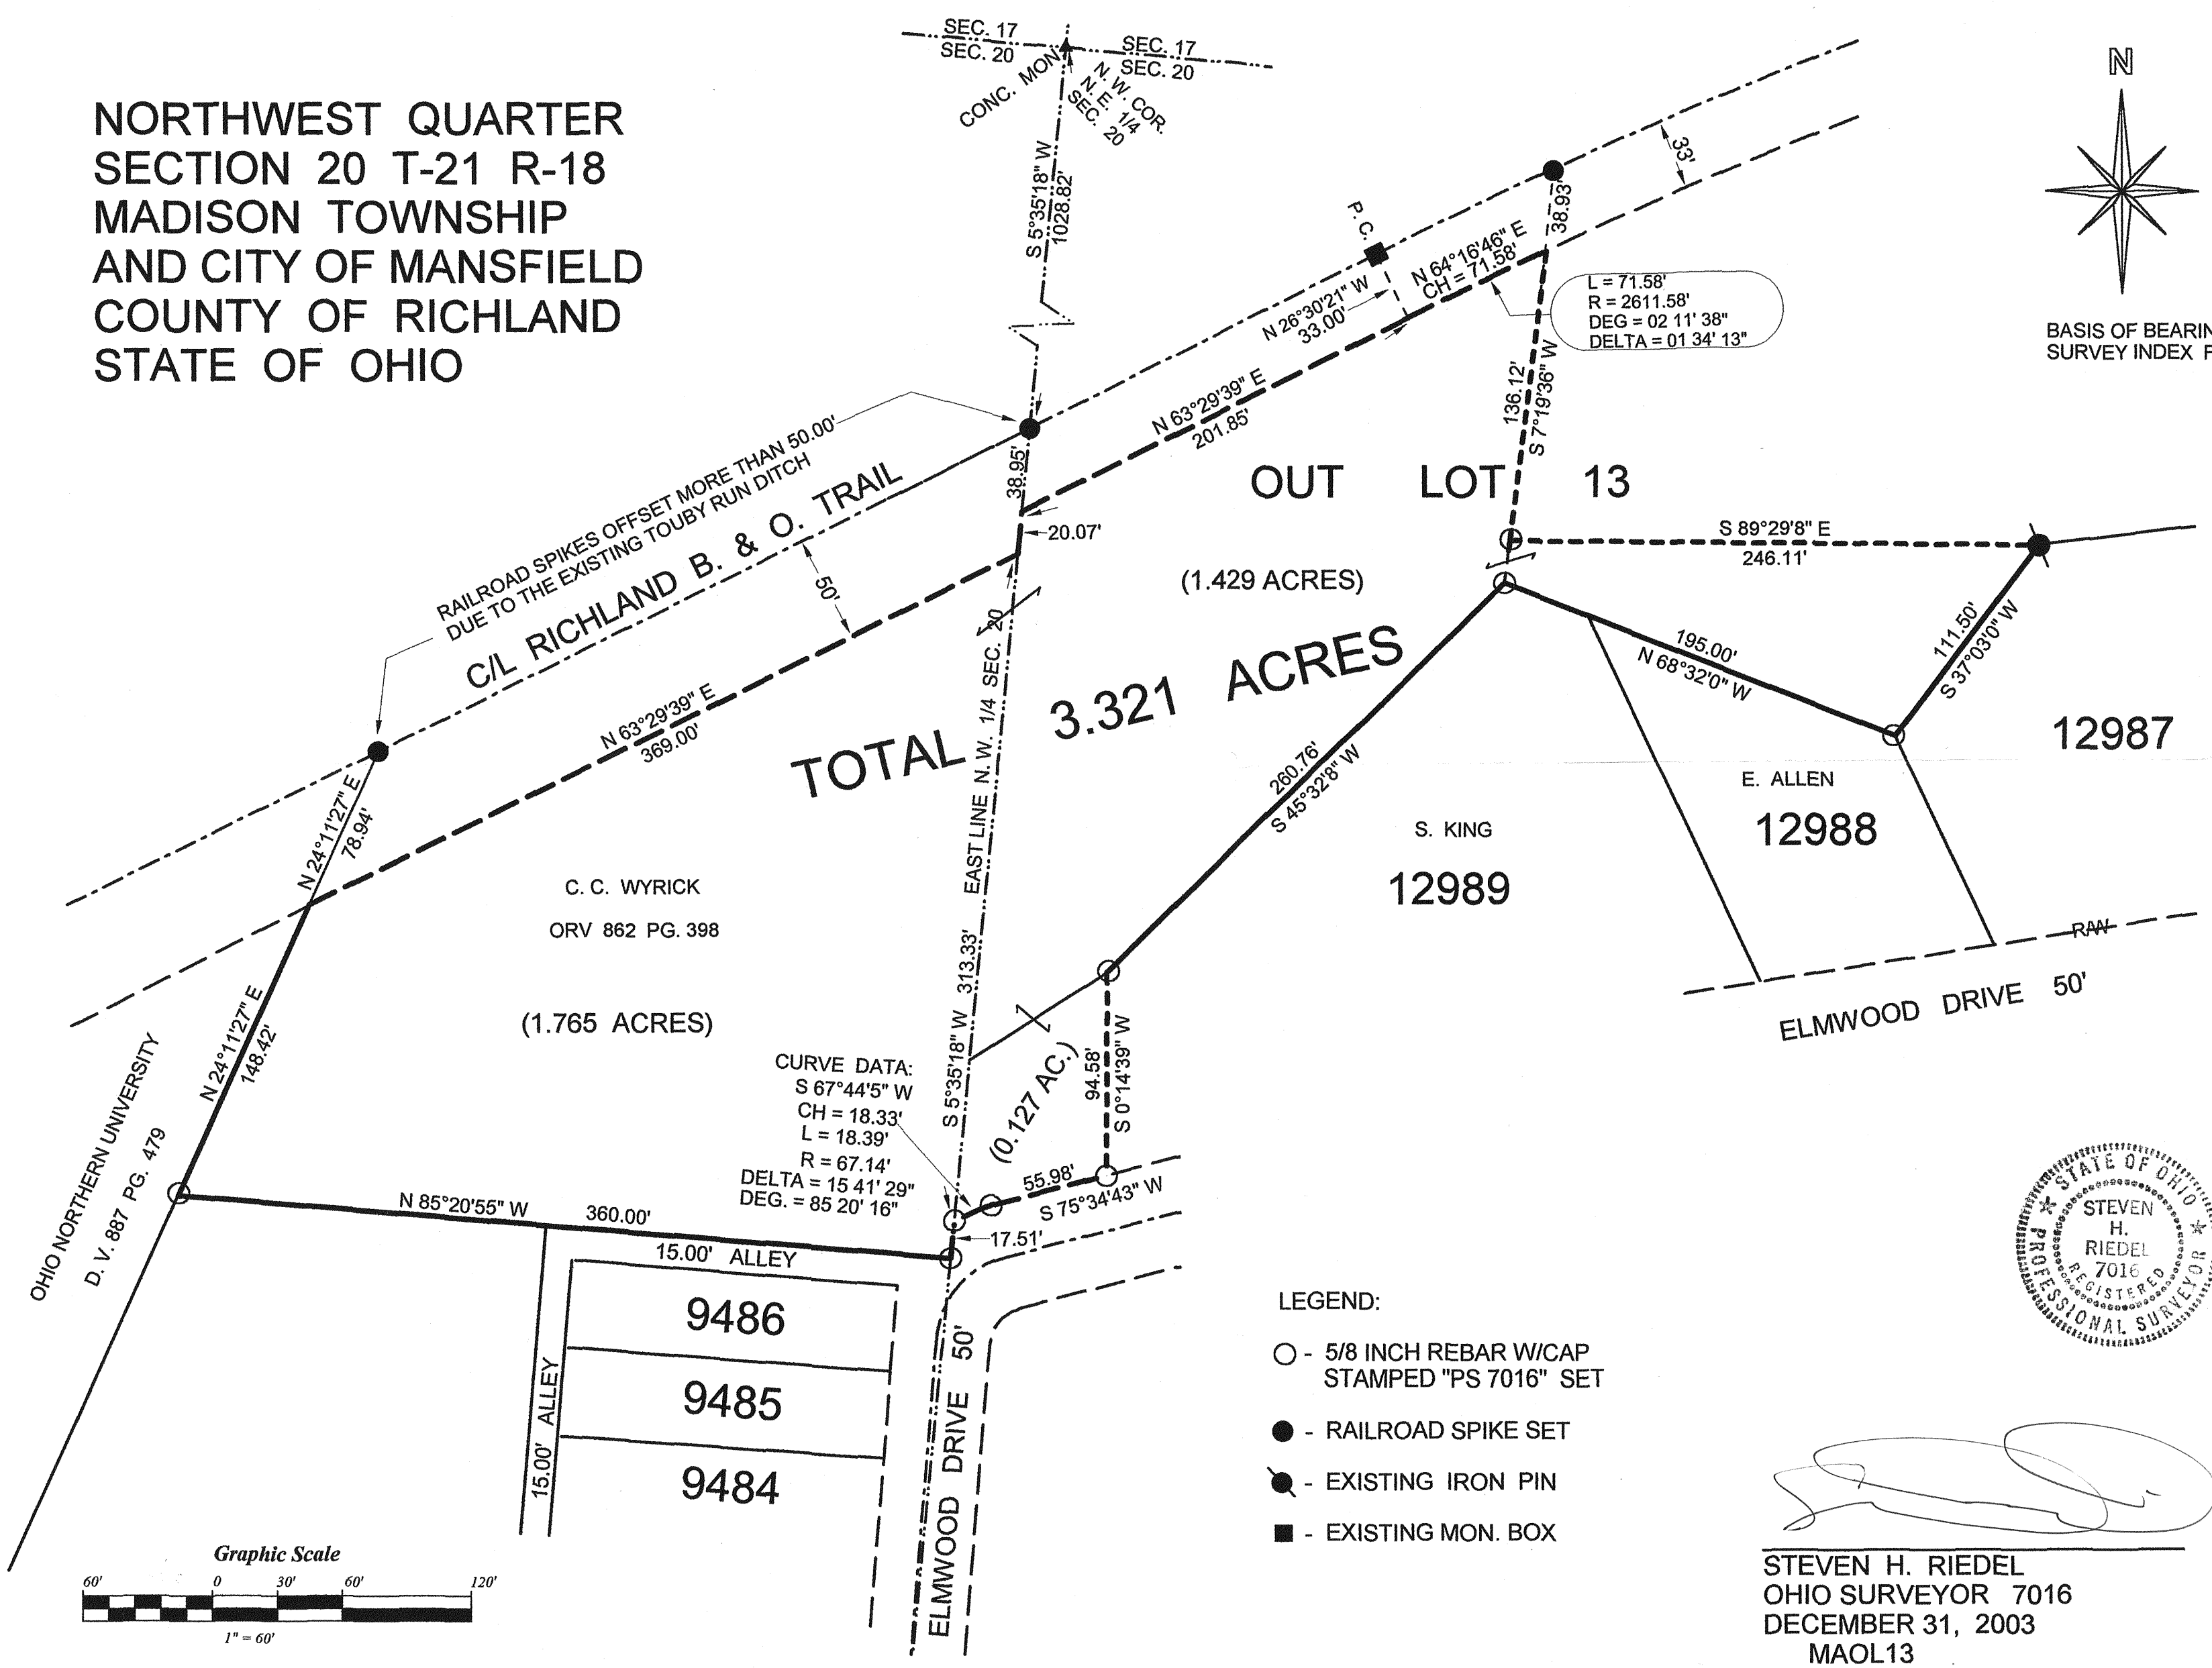 NORTHWEST QUARTER
SECTION 20 T-21 R-18
MADISON TOWNSHIP
AND CITY OF MANSFIELD
COUNTY OF RICHLAND
STATE OF OHIO
SEC. 17
SEC. 20
SEC. 17
SEC. 20
CONC. MON.
N. W. COR.
N. E. 1/4
SEC. 20
S 5°35'18" W
1028.82'
N
BASIS OF BEARIN
SURVEY INDEX F
33'
38.93'
P. C.
N 64°16'46" E
CH = 71.58'
N 26°30'21" W
33.00'
L = 71.58'
R = 2611.58'
DEG = 02 11' 38"
DELTA = 01 34' 13"
136.12'
S 7°19'36" W
N 63°29'39" E
201.85'
RAILROAD SPIKES OFFSET MORE THAN 50.00'
DUE TO THE EXISTING TOUBY RUN DITCH
C/L RICHLAND B. & O. TRAIL
50'
38.95'
20.07'
OUT LOT 13
(1.429 ACRES)
S 89°29'8" E
246.11'
111.50'
S 37°03'0" W
195.00'
N 68°32'0" W
TOTAL 3.321 ACRES
N 63°29'39" E
369.00'
N 24°11'27" E
78.94'
S 5°35'18" W 313.33' EAST LINE N. W. 1/4 SEC. 20
260.76'
S 45°32'8" W
12987
E. ALLEN
12988
S. KING
12989
R/W
ELMWOOD DRIVE 50'
C. C. WYRICK
ORV 862 PG. 398
(1.765 ACRES)
N 24°11'27" E
148.42'
OHIO NORTHERN UNIVERSITY
D. V. 887 PG. 479
CURVE DATA:
S 67°44'5" W
CH = 18.33'
L = 18.39'
R = 67.14'
DELTA = 15 41' 29"
DEG. = 85 20' 16"
(0.127 AC.)
94.58'
S 0°14'39" W
55.98'
S 75°34'43" W
17.51'
N 85°20'55" W 360.00'
15.00' ALLEY
9486
9485
9484
15.00' ALLEY
ELMWOOD DRIVE 50'
LEGEND:
- 5/8 INCH REBAR W/CAP
STAMPED "PS 7016" SET
- RAILROAD SPIKE SET
- EXISTING IRON PIN
- EXISTING MON. BOX
STATE OF OHIO
STEVEN
H.
RIEDEL
7016
REGISTERED
PROFESSIONAL SURVEYOR
STEVEN H. RIEDEL
OHIO SURVEYOR 7016
DECEMBER 31, 2003
MAOL13
Graphic Scale
60' 0 30' 60' 120'
1" = 60'